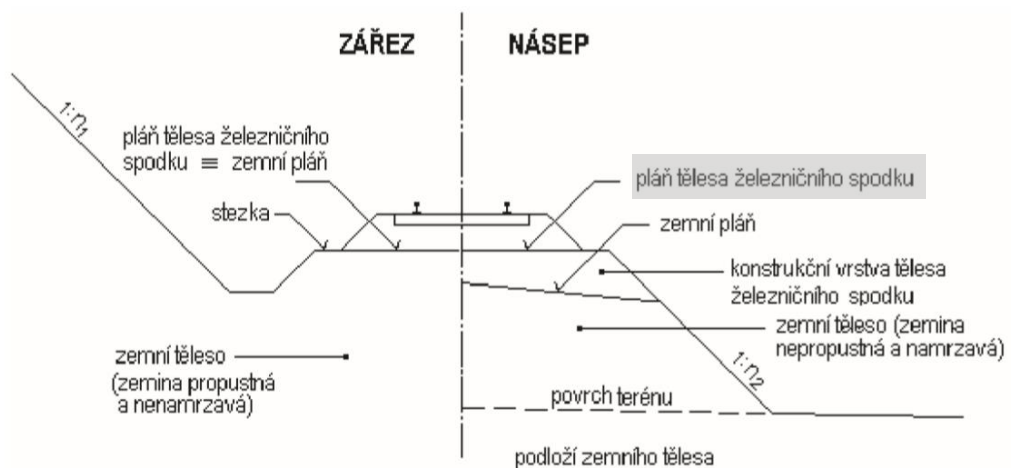 ZÁŘEZ
NÁSEP
1:n1
pláň tělesa železničního
spodku ≡ zemní pláň
stezka
pláň tělesa železničního spodku
zemní pláň
konstrukční vrstva tělesa
železničního spodku
zemní těleso (zemina
nepropustná a namrzavá)
zemní těleso
(zemina propustná
a nenamrzavá)
1:n2
povrch terénu
podloží zemního tělesa